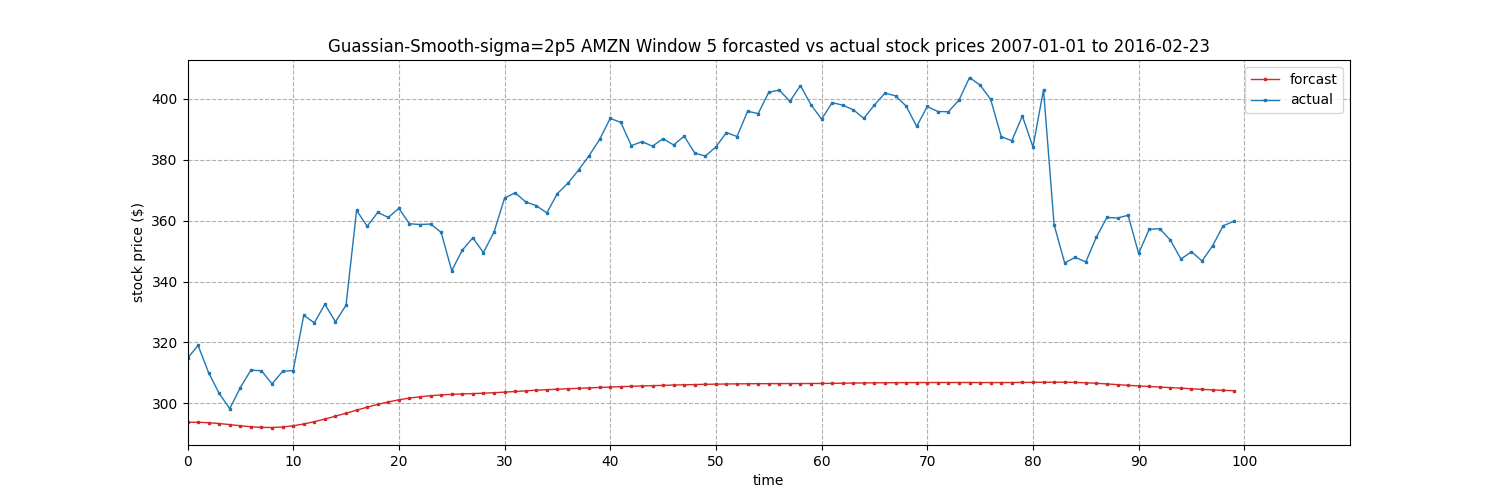 Guassian-Smooth-sigma=2p5 AMZN Window 5 forcasted vs actual stock prices 2007-01-01 to 2016-02-23
forcast
actual
400
380
360
340
320
300
stock price ($)
0 10 20 30 40 50 60 70 80 90 100
time